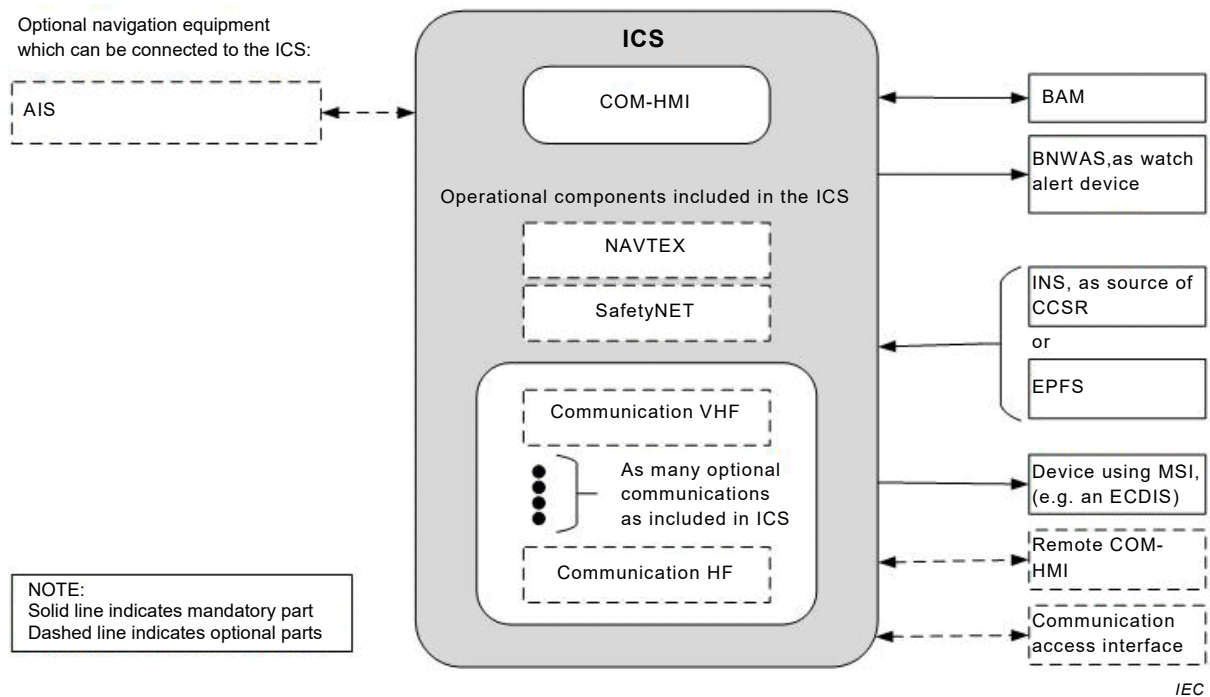 Optional navigation equipment
which can be connected to the ICS:
AIS
ICS
COM-HMI
Operational components included in the ICS
NAVTEX
SafetyNET
Communication VHF
As many optional
communications
as included in ICS
Communication HF
BAM
BNWAS,as watch
alert device
INS, as source of
CCSR
or
EPFS
Device using MSI,
(e.g. an ECDIS)
Remote COM-
HMI
Communication
access interface
NOTE:
Solid line indicates mandatory part
Dashed line indicates optional parts
IEC